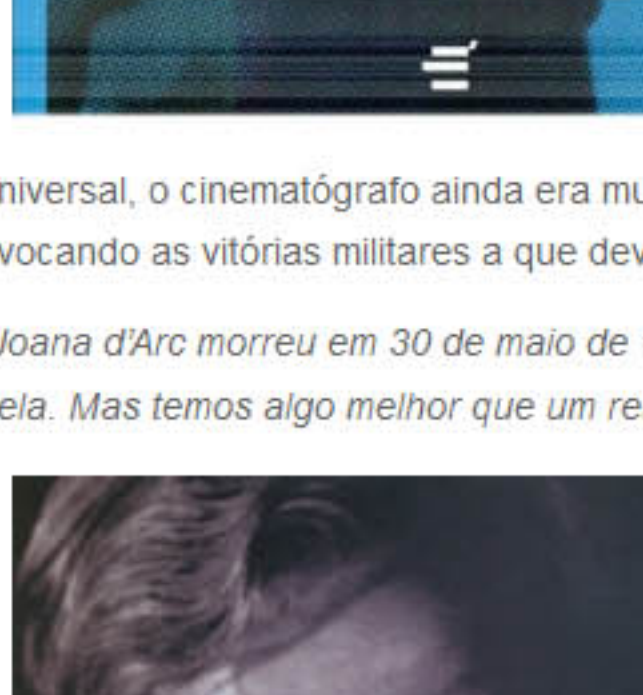 niversal, o cinematógrafo ainda era mu
vocando as vitórias militares a que dev
Joana d’Arc morreu em 30 de maio de
ela. Mas temos algo melhor que um re